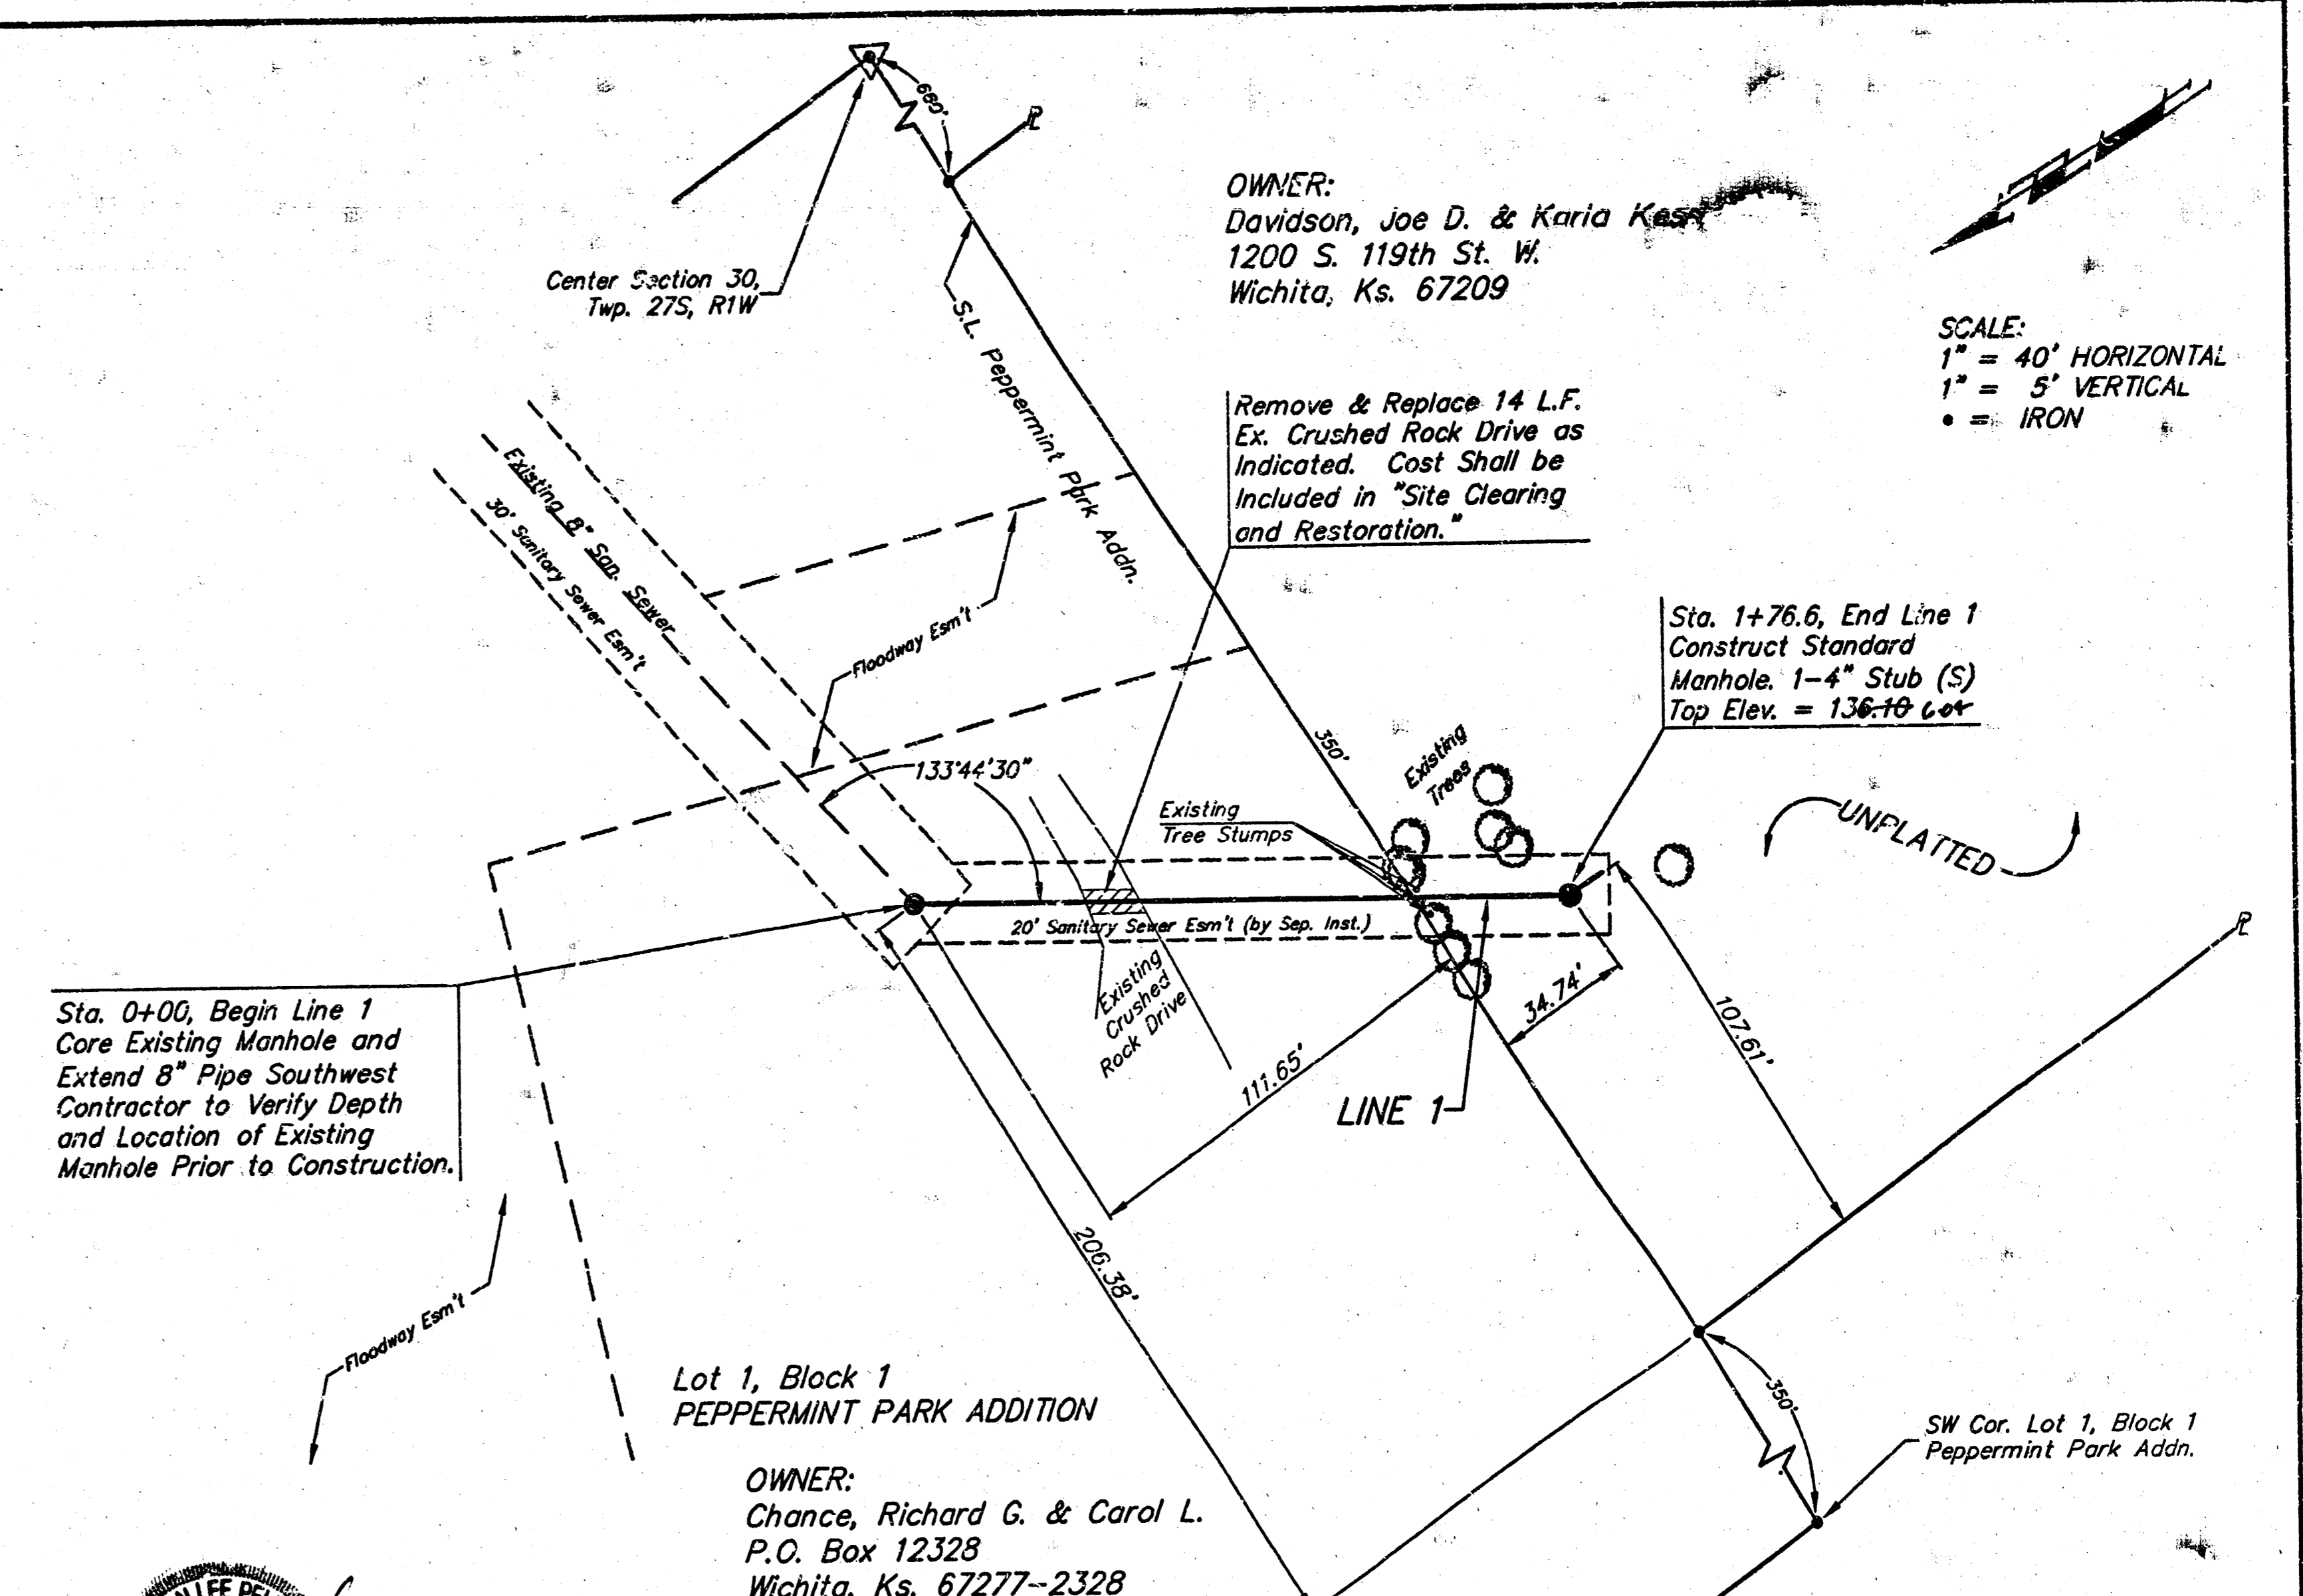 660'
PL
OWNER:
Davidson, Joe D. & Karla
1200 S. 119th St. W.
Wichita, Ks. 67209
Center Section 30,
Twp. 27S, R1W
S.L. Peppermint Park Addn.
SCALE:
1" = 40' HORIZONTAL
1" = 5' VERTICAL
• = IRON
Remove & Replace 14 L.F.
Ex. Crushed Rock Drive as
Indicated. Cost Shall be
Included in "Site Clearing
and Restoration."
Existing 8" San. Sewer
30' Sanitary Sewer Esm't
Floodway Esm't
Sta. 1+76.6, End Line 1
Construct Standard
Manhole. 1-4" Stub (S)
Top Elev. = 136.10
350'
Existing
Trees
133°44'30"
Existing
Tree Stumps
UNPLATTED
20' Sanitary Sewer Esm't (by Sep. Inst.)
PL
Existing
Crushed
Rock Drive
34.74'
107.61'
Sta. 0+00, Begin Line 1
Core Existing Manhole and
Extend 8" Pipe Southwest
Contractor to Verify Depth
and Location of Existing
Manhole Prior to Construction.
111.65'
LINE 1
206.38'
Floodway Esm't
Lot 1, Block 1
PEPPERMINT PARK ADDITION
350'
SW Cor. Lot 1, Block 1
Peppermint Park Addn.
OWNER:
Chance, Richard G. & Carol L.
P.O. Box 12328
Wichita, Ks. 67277-2328
LEE